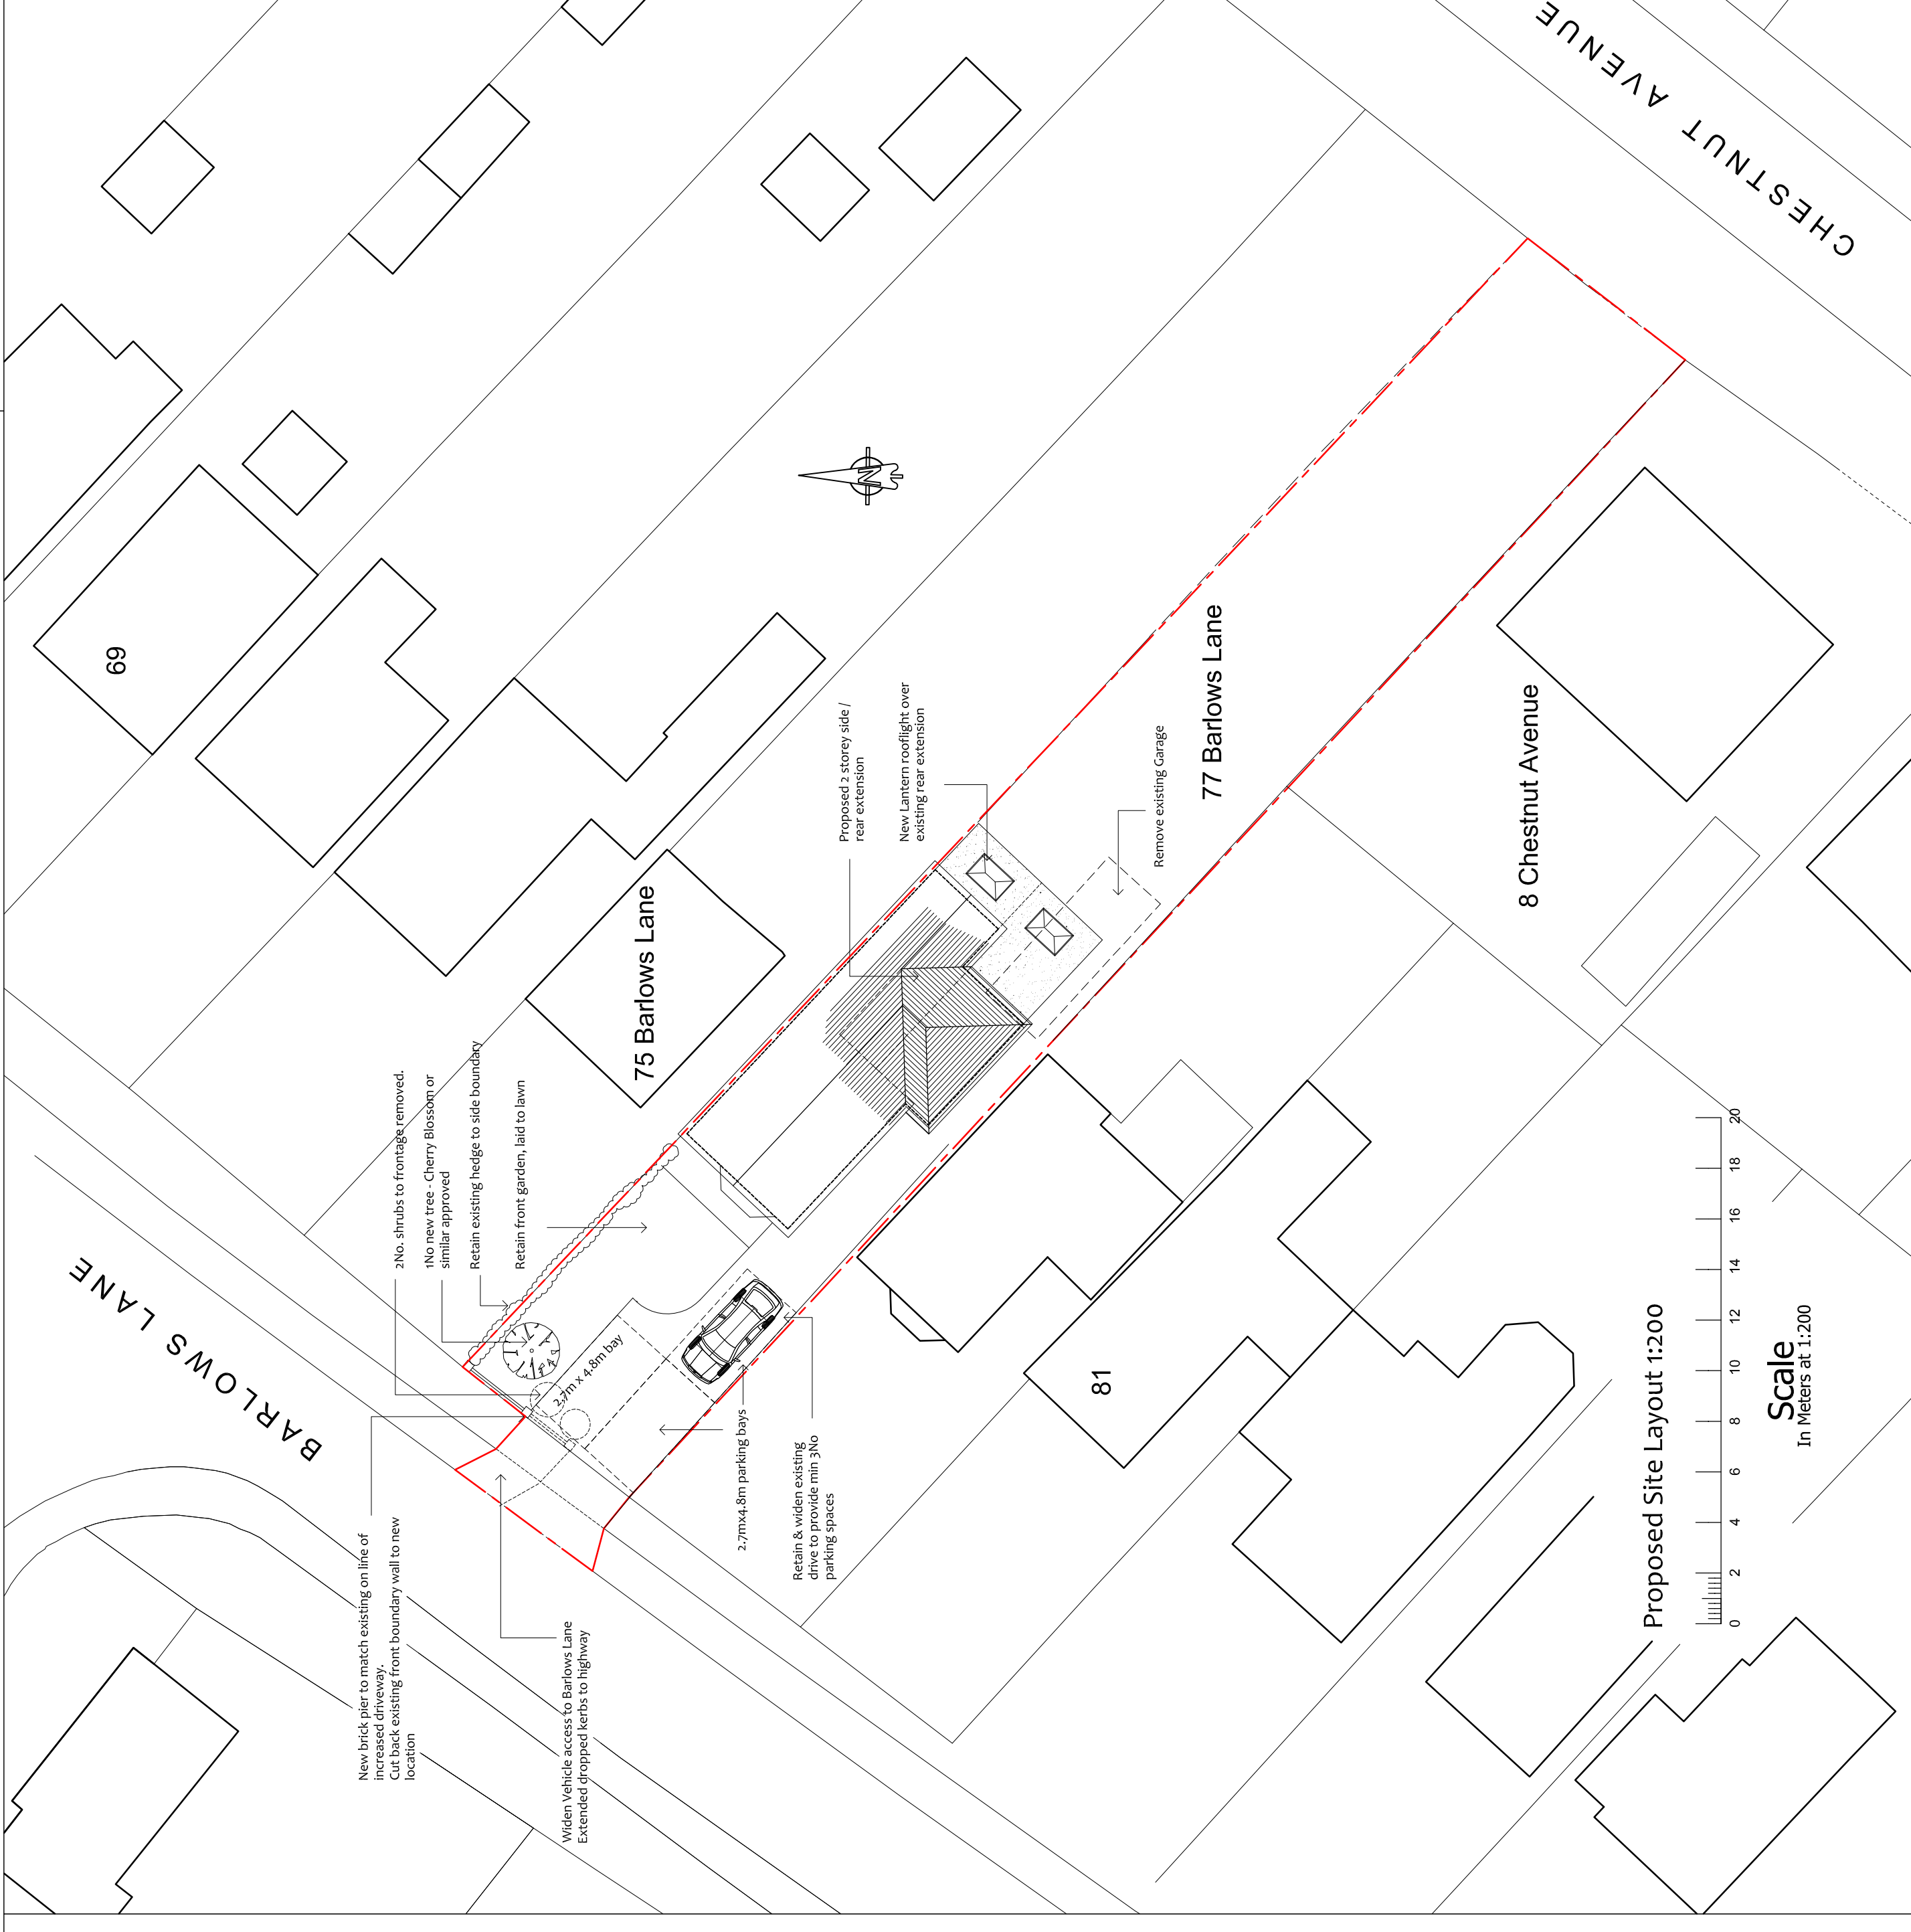 BARLOWS LANE
CHESTNUT AVENUE
69
75 Barlows Lane
77 Barlows Lane
8 Chestnut Avenue
81
N
2No. shrubs to frontage removed.
1No new tree - Cherry Blossom or
similar approved
Retain existing hedge to side boundary
Retain front garden, laid to lawn
Proposed 2 storey side /
rear extension
New Lantern rooflight over
existing rear extension
Remove existing Garage
2.7m x 4.8m bay
2.7mx4.8m parking bays
Retain & widen existing
drive to provide min 3No
parking spaces
New brick pier to match existing on line of
increased driveway.
Cut back existing front boundary wall to new
location
Widen Vehicle access to Barlows Lane
Extended dropped kerbs to highway
Proposed Site Layout 1:200
0 2 4 6 8 10 12 14 16 18 20
Scale
In Meters at 1:200